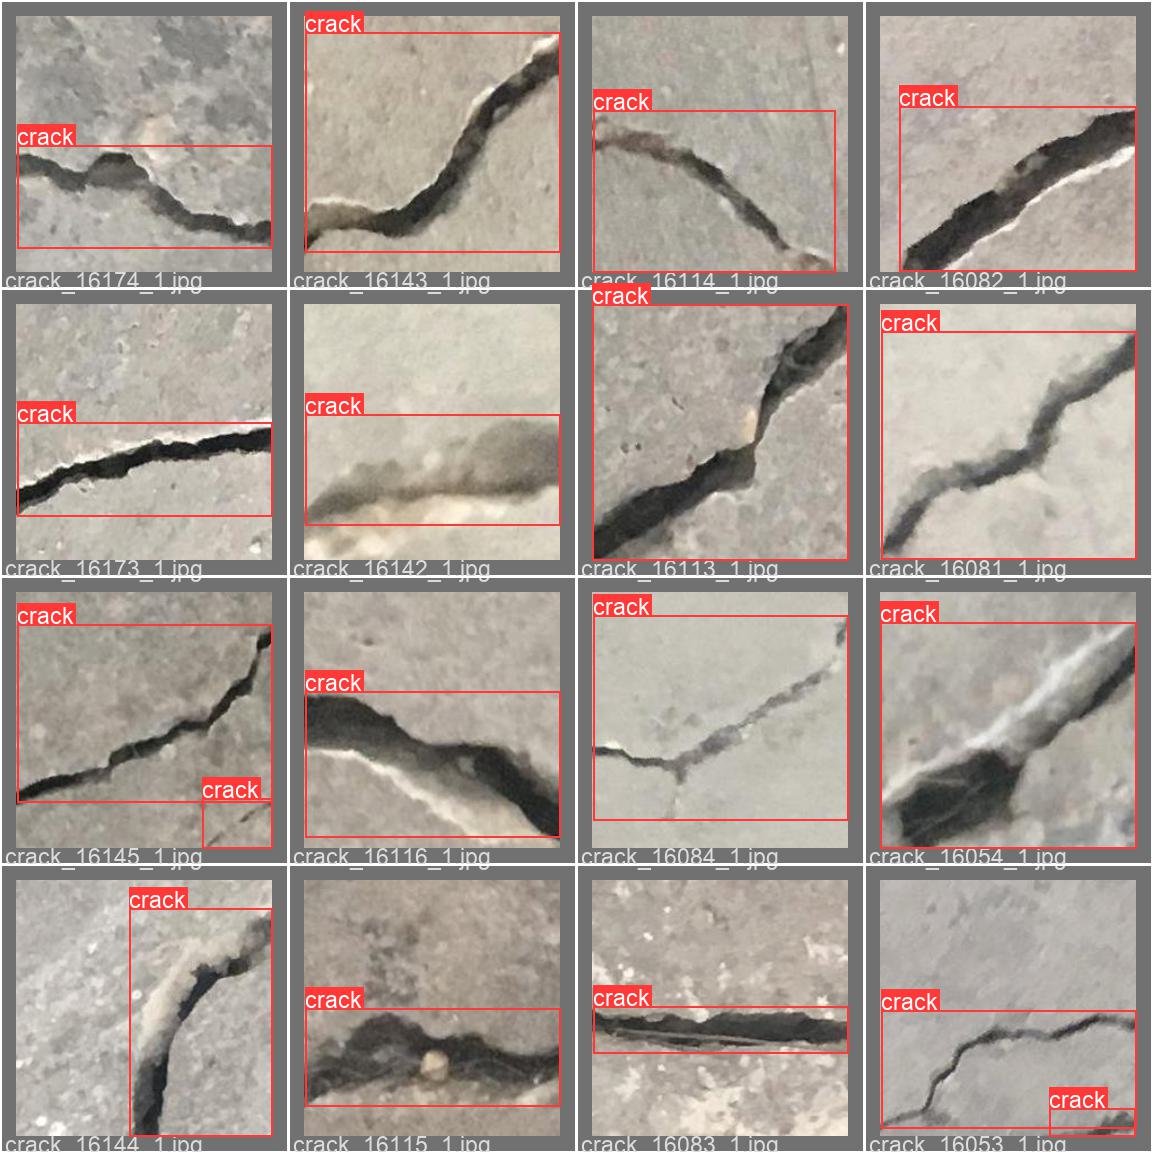 crack
crack
crack
crack
crack_16174_1.jpg
crack_16143_1.jpg
crack_16114_1.jpg
crack_16082_1.jpg
crack
crack
crack
crack
crack_16173_1.jpg
crack_16142_1.jpg
crack_16113_1.jpg
crack_16081_1.jpg
crack
crack
crack
crack
crack
crack_16145_1.jpg
crack_16116_1.jpg
crack_16084_1.jpg
crack_16054_1.jpg
crack
crack
crack
crack
crack
crack_16144_1.jpg
crack_16115_1.jpg
crack_16083_1.jpg
crack_16053_1.jpg